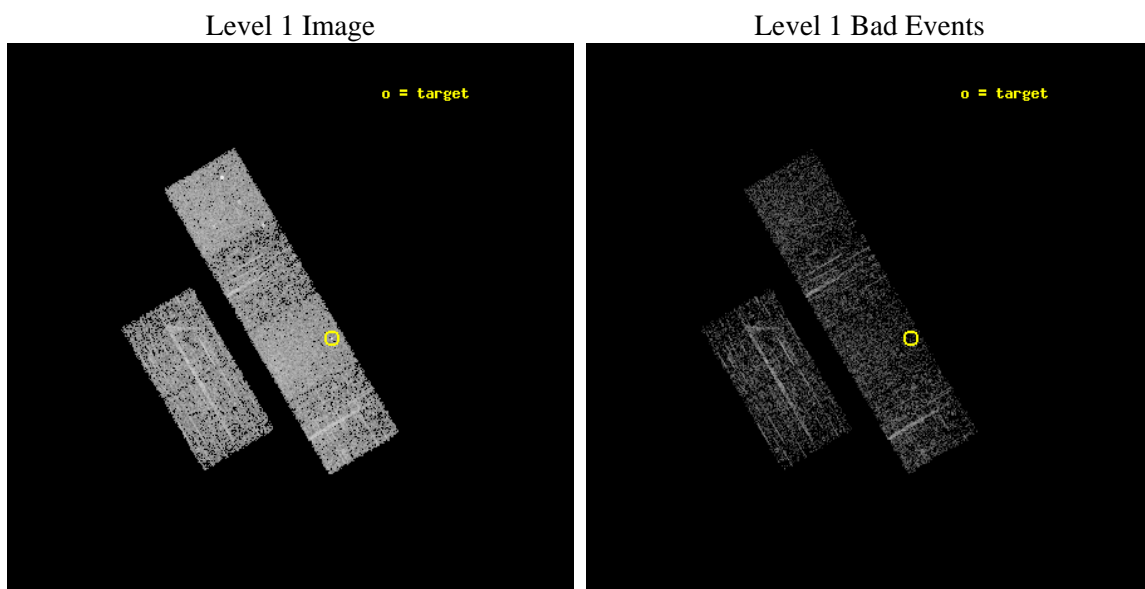 Level 1 Image
Level 1 Bad Events
o = target
o = target